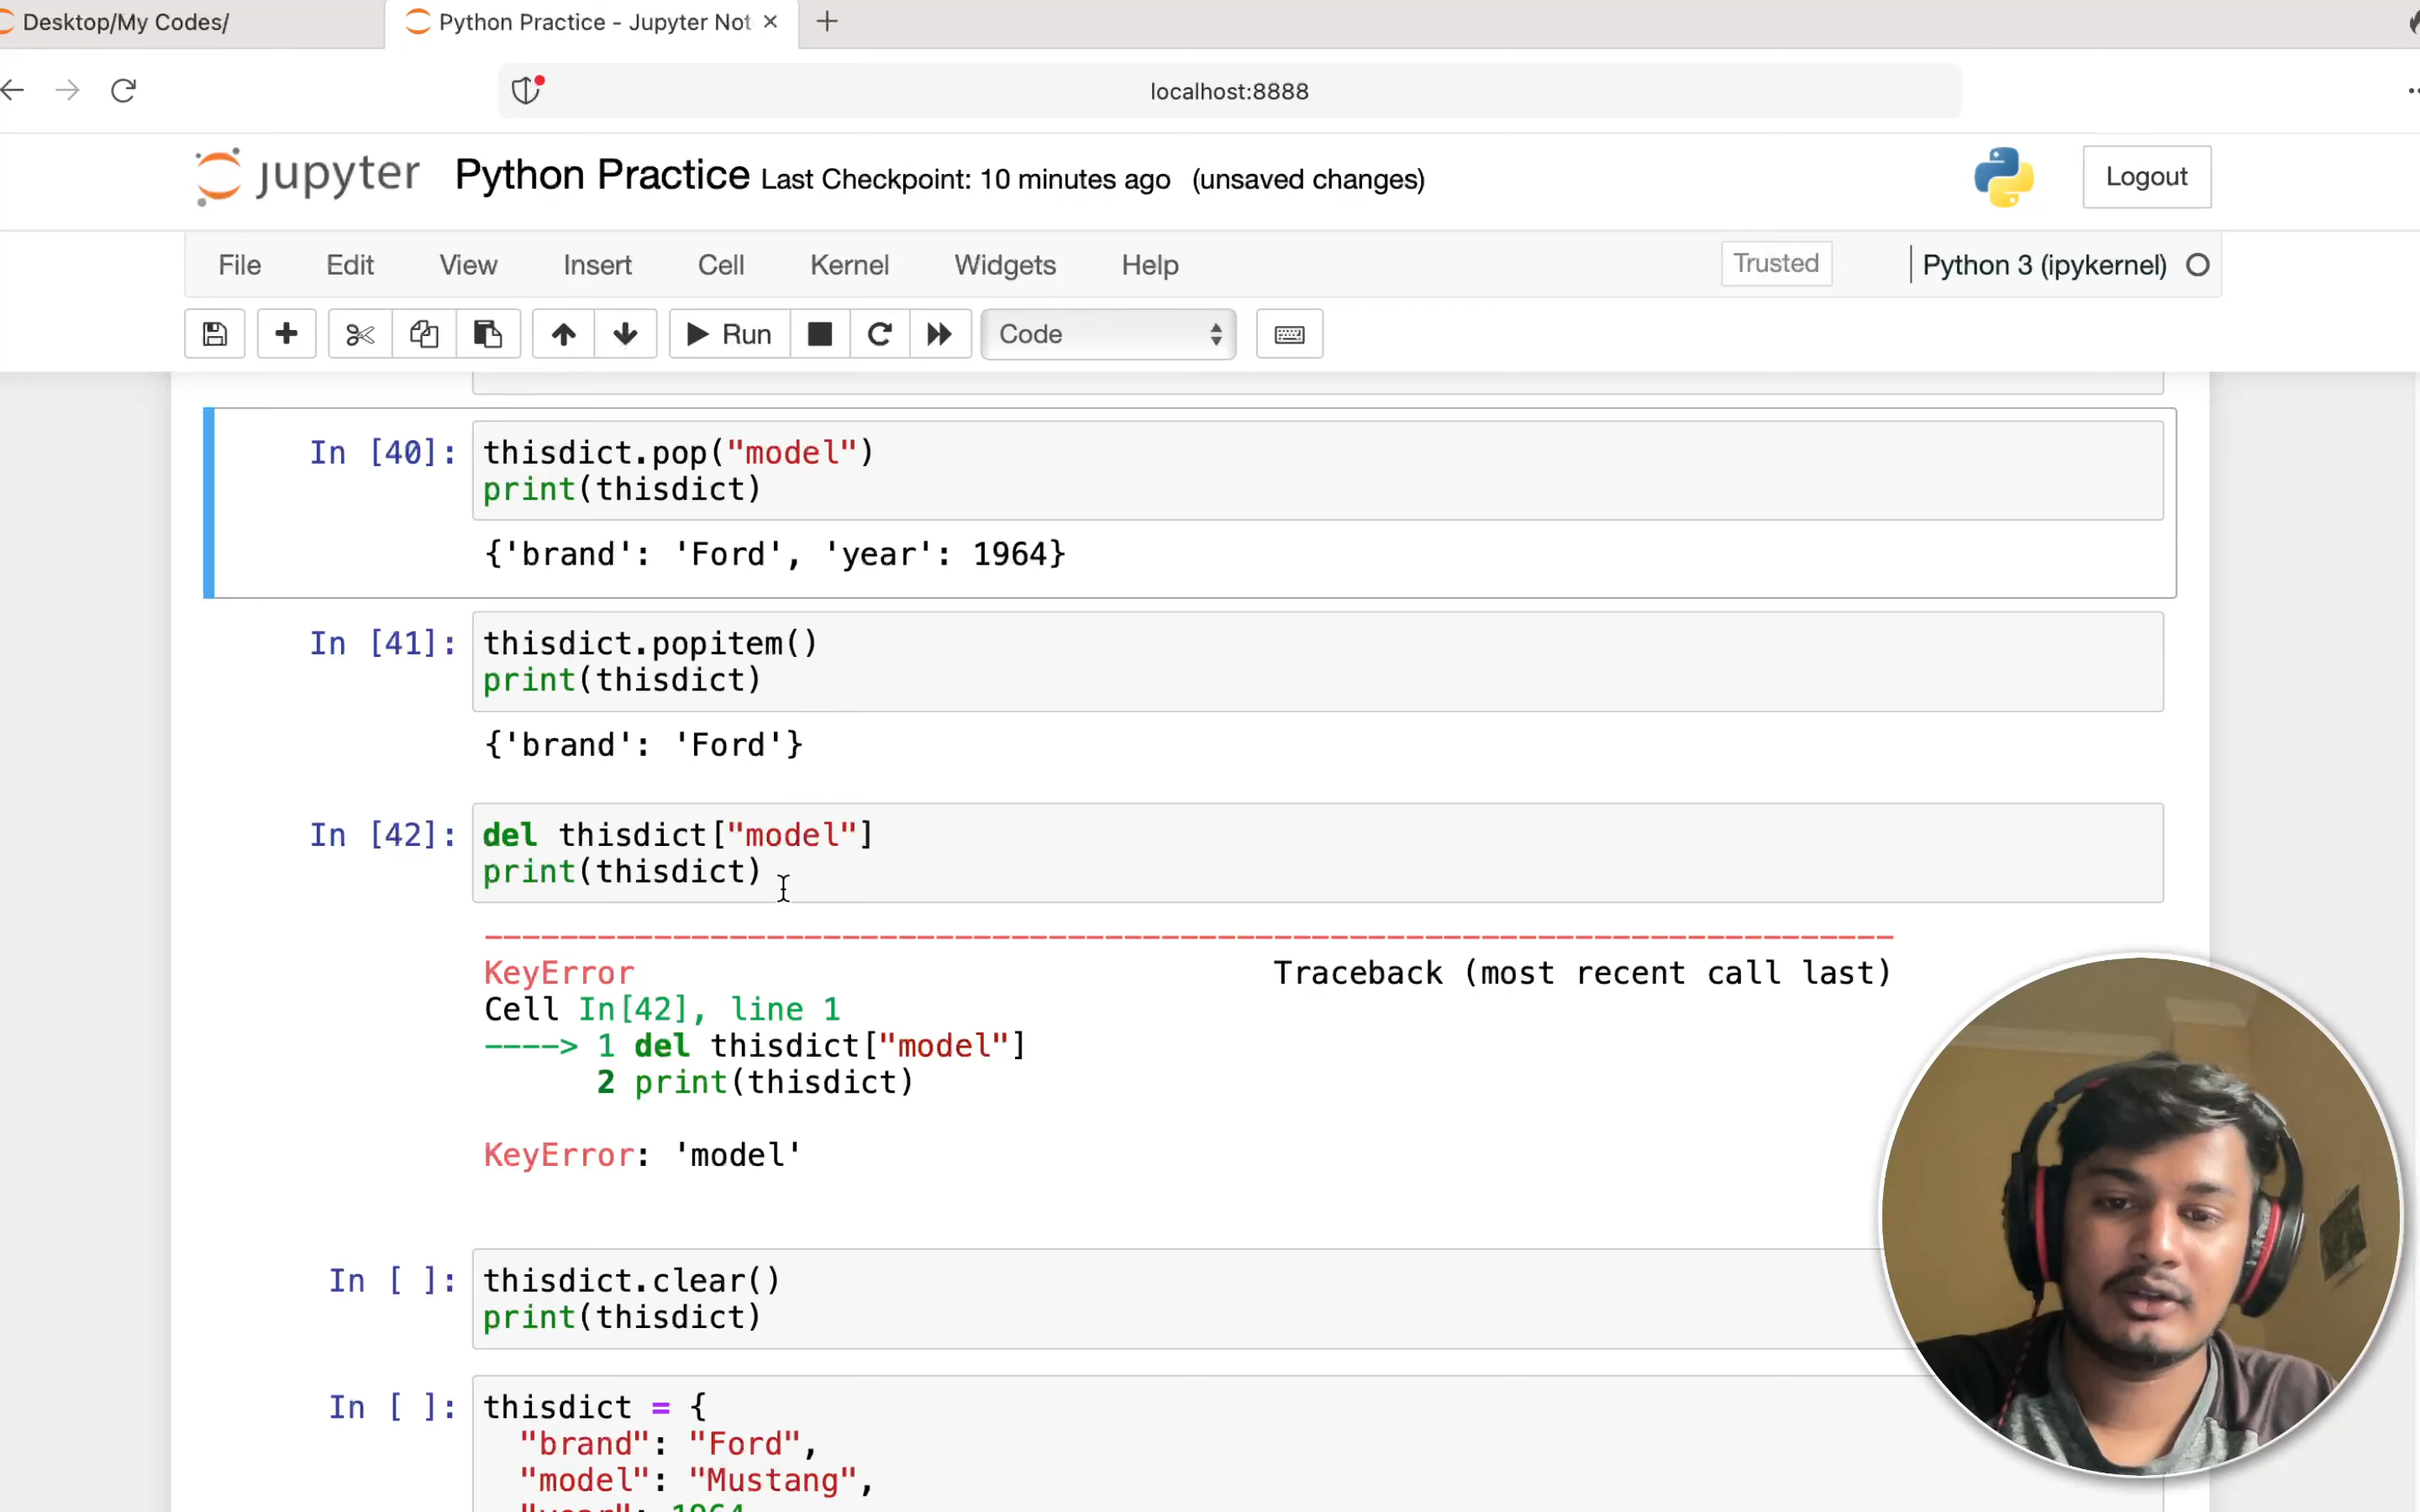 Desktop/My Codes/
Python Practice - Jupyter Not
localhost:8888
jupyter Python Practice Last Checkpoint: 10 minutes ago (unsaved changes)
Logout
File Edit View Insert Cell Kernel Widgets Help Trusted Python 3 (ipykernel)
Run Code
In [40]: thisdict.pop("model")
print(thisdict)
{'brand': 'Ford', 'year': 1964}
In [41]: thisdict.popitem()
print(thisdict)
{'brand': 'Ford'}
In [42]: del thisdict["model"]
print(thisdict)
---------------------------------------------------------------------------
KeyError Traceback (most recent call last)
Cell In[42], line 1
----> 1 del thisdict["model"]
2 print(thisdict)
KeyError: 'model'
In [ ]: thisdict.clear()
print(thisdict)
In [ ]: thisdict = {
"brand": "Ford",
"model": "Mustang",
"year": 1964